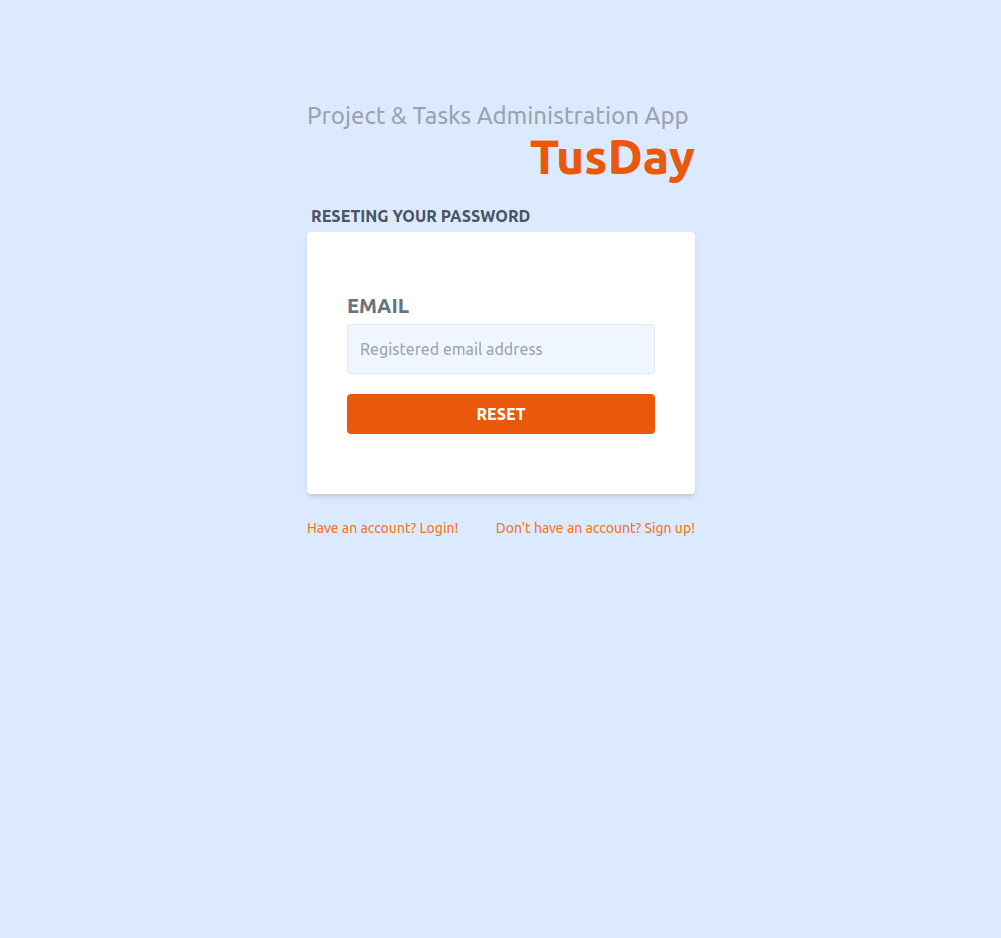 Project & Tasks Administration App
TusDay
RESETING YOUR PASSWORD
EMAIL
Registered email address
RESET
Have an account? Login! Don't have an account? Sign up!